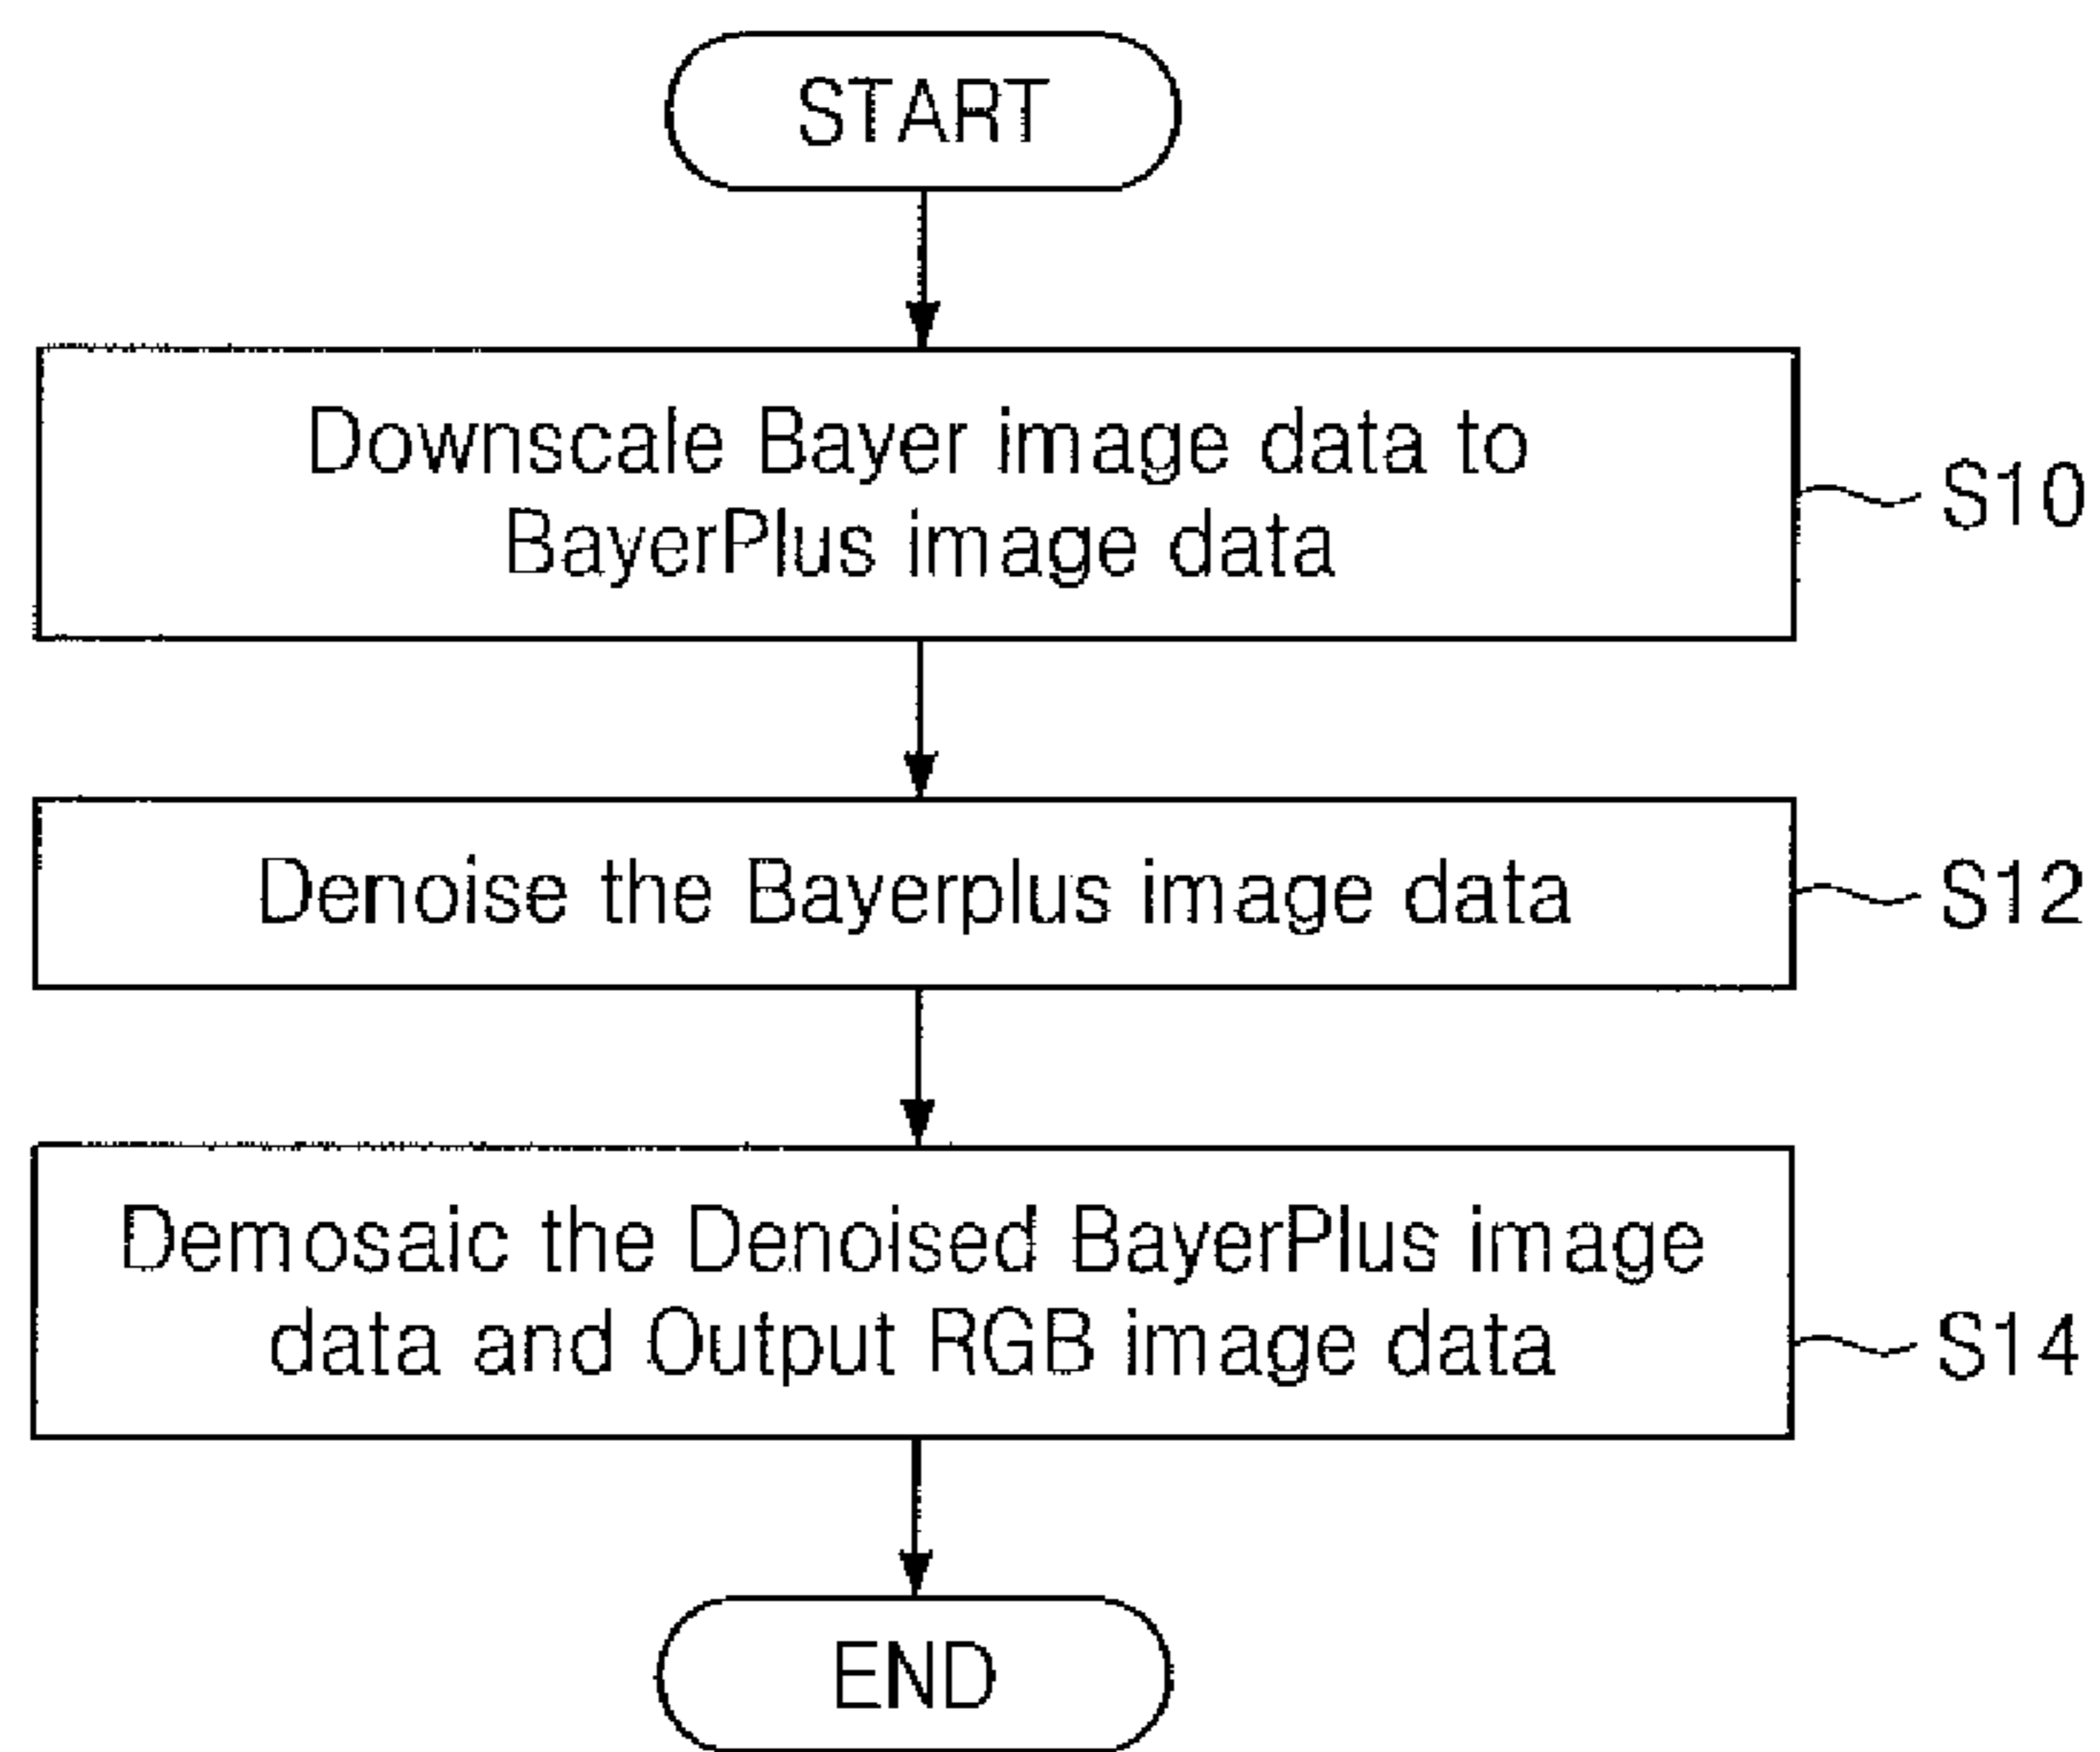 START
Downscale Bayer image data to
BayerPlus image data
S10
Denoise the Bayerplus image data
S12
Demosaic the Denoised BayerPlus image
data and Output RGB image data
S14
END